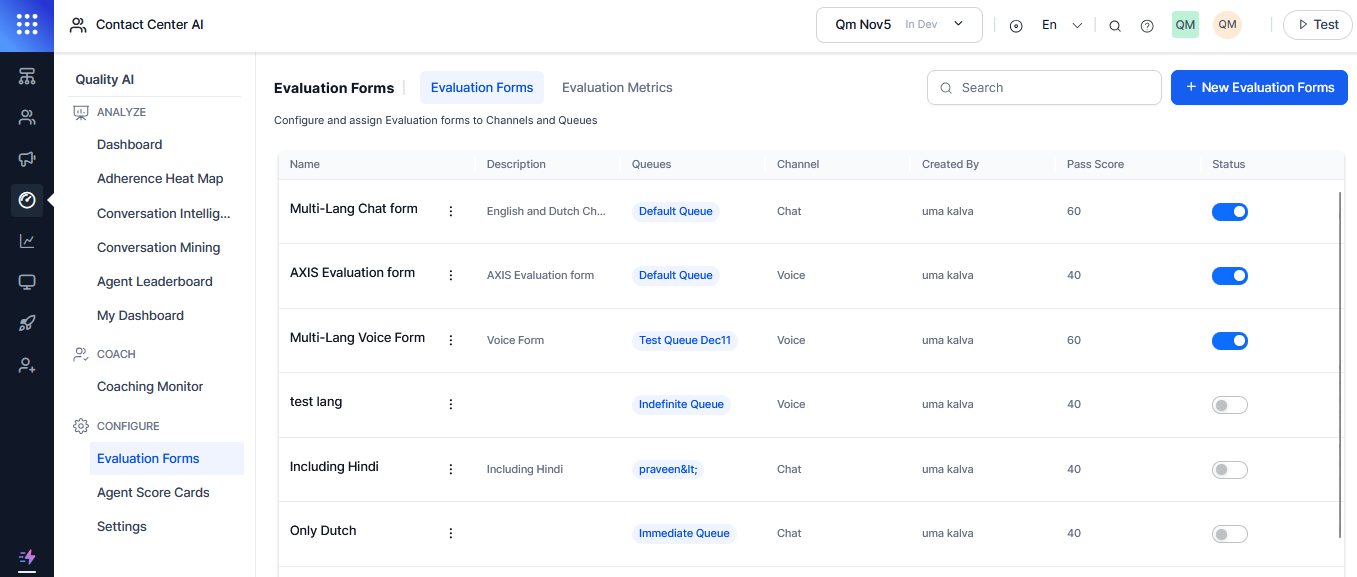 Contact Center AI
Qm Nov5 In Dev
En
QM
QM
Test
Quality AI
ANALYZE
Dashboard
Adherence Heat Map
Conversation Intellig...
Conversation Mining
Agent Leaderboard
My Dashboard
COACH
Coaching Monitor
CONFIGURE
Evaluation Forms
Agent Score Cards
Settings
Evaluation Forms
Evaluation Forms
Evaluation Metrics
Search
+ New Evaluation Forms
Configure and assign Evaluation forms to Channels and Queues
Name Description Queues Channel Created By Pass Score Status
Multi-Lang Chat form English and Dutch Ch... Default Queue Chat uma kalva 60
AXIS Evaluation form AXIS Evaluation form Default Queue Voice uma kalva 40
Multi-Lang Voice Form Voice Form Test Queue Dec11 Voice uma kalva 60
test lang Indefinite Queue Voice uma kalva 40
Including Hindi Including Hindi praveen&lt; Chat uma kalva 40
Only Dutch Immediate Queue Chat uma kalva 40